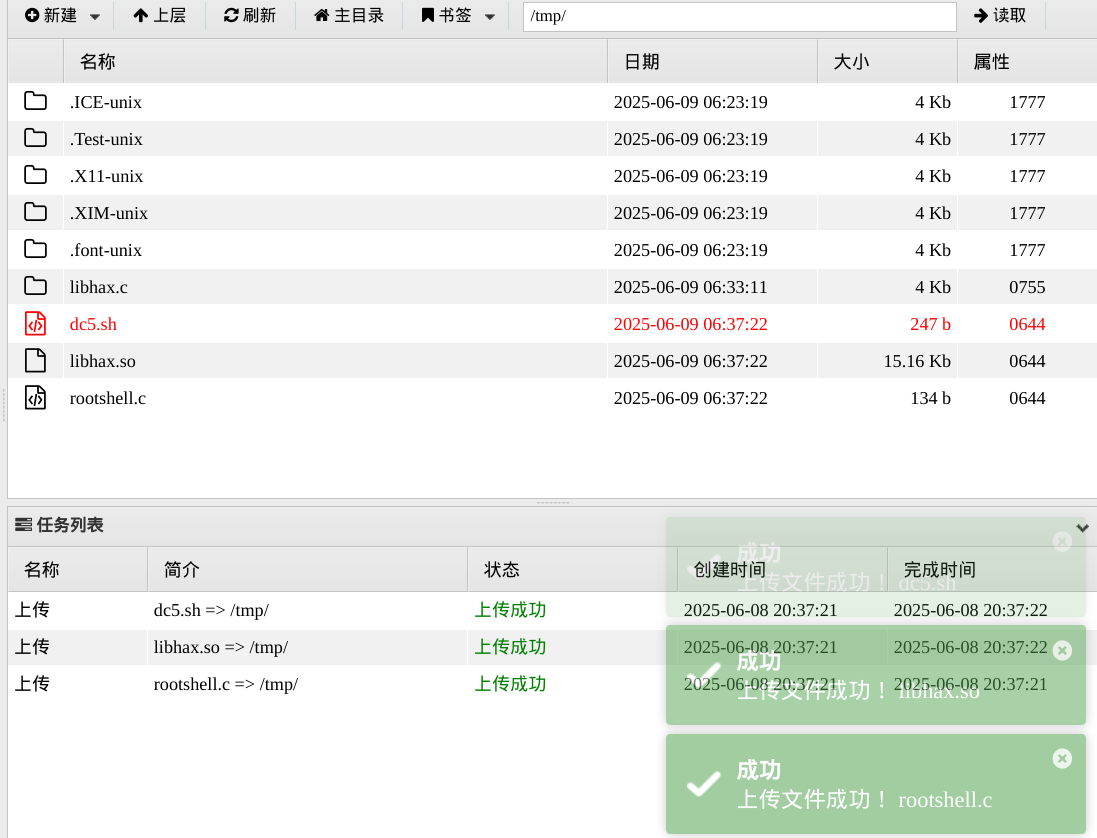 新建 上层 刷新 主目录 书签 /tmp/ 读取
名称 日期 大小 属性
.ICE-unix 2025-06-09 06:23:19 4 Kb 1777
.Test-unix 2025-06-09 06:23:19 4 Kb 1777
.X11-unix 2025-06-09 06:23:19 4 Kb 1777
.XIM-unix 2025-06-09 06:23:19 4 Kb 1777
.font-unix 2025-06-09 06:23:19 4 Kb 1777
libhax.c 2025-06-09 06:33:11 4 Kb 0755
dc5.sh 2025-06-09 06:37:22 247 b 0644
libhax.so 2025-06-09 06:37:22 15.16 Kb 0644
rootshell.c 2025-06-09 06:37:22 134 b 0644
任务列表
名称 简介 状态 创建时间 完成时间
上传 dc5.sh => /tmp/ 上传成功 2025-06-08 20:37:21 2025-06-08 20:37:22
上传 libhax.so => /tmp/ 上传成功 2025-06-08 20:37:21 2025-06-08 20:37:22
上传 rootshell.c => /tmp/ 上传成功 2025-06-08 20:37:21 2025-06-08 20:37:21
成功
上传文件成功！ dc5.sh
成功
上传文件成功！ libhax.so
成功
上传文件成功！ rootshell.c